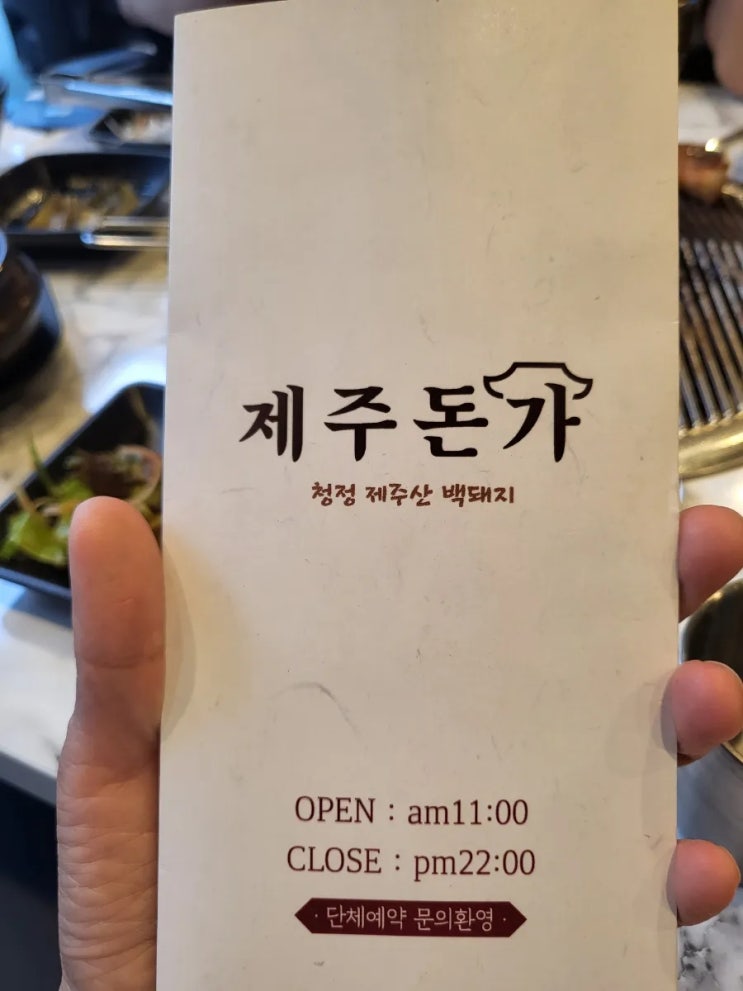 제주돈가
청정 제주산 백돼지
OPEN : am11:00
CLOSE : pm22:00
· 단체예약 문의환영 ·